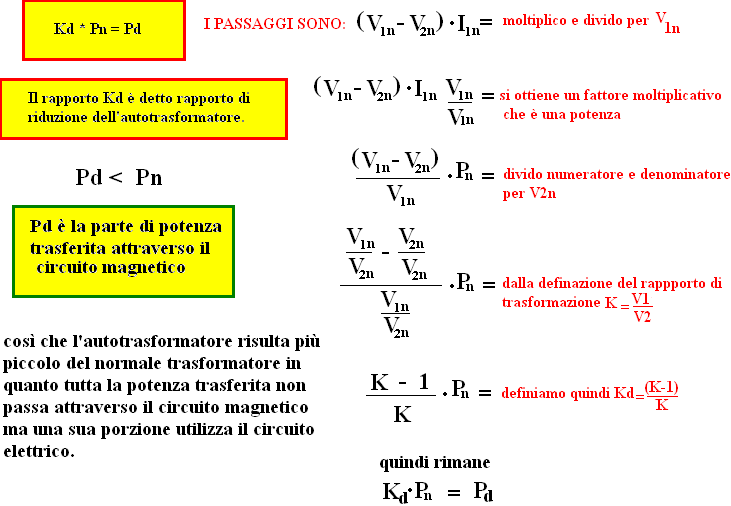 Kd * Pn = Pd
I PASSAGGI SONO: (V1n - V2n) · I1n = moltiplico e divido per V1n
Il rapporto Kd è detto rapporto di
riduzione dell'autotrasformatore.
(V1n - V2n) · I1n V1n/V1n = si ottiene un fattore moltiplicativo
che è una potenza
Pd < Pn
(V1n - V2n)/V1n · Pn = divido numeratore e denominatore
per V2n
Pd è la parte di potenza
trasferita attraverso il
circuito magnetico
(V1n/V2n - V2n/V2n)/(V1n/V2n) · Pn = dalla definazione del rappporto di
trasformazione K = V1/V2
così che l'autotrasformatore risulta più
piccolo del normale trasformatore in
quanto tutta la potenza trasferita non
passa attraverso il circuito magnetico
ma una sua porzione utilizza il circuito
elettrico.
K - 1/K · Pn = definiamo quindi Kd = (K-1)/K
quindi rimane
Kd · Pn = Pd